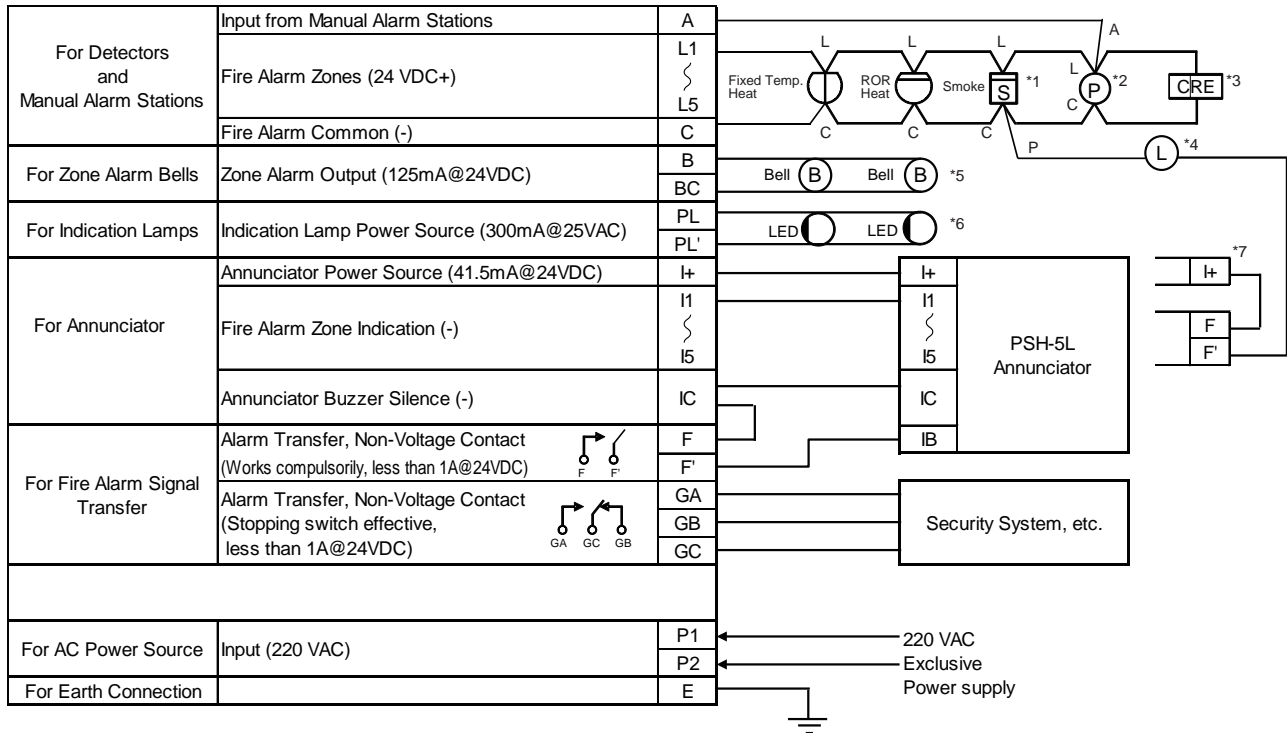 Input from Manual Alarm Stations A
For Detectors
and
Manual Alarm Stations
Fire Alarm Zones (24 VDC+)
L1
L5
Fire Alarm Common (-) C
A
L L L
L
C
C C C
P
Fixed Temp.
Heat
ROR
Heat
Smoke S *1
P *2
CRE *3
L *4
For Zone Alarm Bells Zone Alarm Output (125mA@24VDC)
B
BC
Bell B Bell B *5
For Indication Lamps Indication Lamp Power Source (300mA@25VAC)
PL
PL'
LED LED *6
For Annunciator
Annunciator Power Source (41.5mA@24VDC) I+
Fire Alarm Zone Indication (-)
I1
I5
Annunciator Buzzer Silence (-) IC
I+
I1
I5
IC
IB
PSH-5L
Annunciator
*7
I+
F
F'
For Fire Alarm Signal
Transfer
Alarm Transfer, Non-Voltage Contact
(Works compulsorily, less than 1A@24VDC)
F F'
F
F'
Alarm Transfer, Non-Voltage Contact
(Stopping switch effective,
less than 1A@24VDC)
GA GC GB
GA
GB
GC
Security System, etc.
For AC Power Source Input (220 VAC)
P1
P2
220 VAC
Exclusive
Power supply
For Earth Connection E